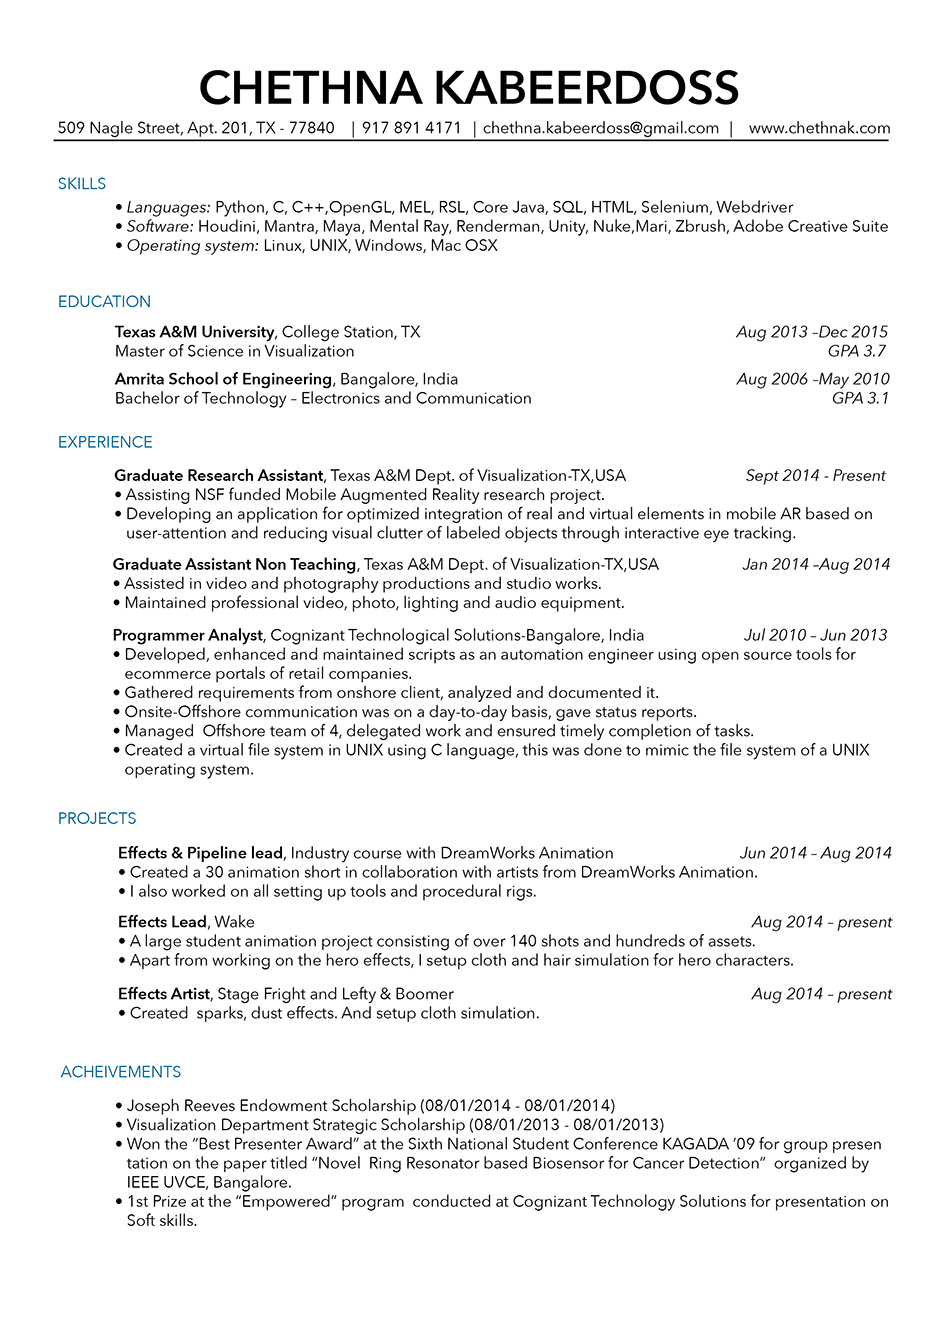 CHETHNA KABEERDOSS
509 Nagle Street, Apt. 201, TX - 77840 | 917 891 4171 | chethna.kabeerdoss@gmail.com | www.chethnak.com
SKILLS
• Languages: Python, C, C++,OpenGL, MEL, RSL, Core Java, SQL, HTML, Selenium, Webdriver
• Software: Houdini, Mantra, Maya, Mental Ray, Renderman, Unity, Nuke,Mari, Zbrush, Adobe Creative Suite
• Operating system: Linux, UNIX, Windows, Mac OSX
EDUCATION
Texas A&M University, College Station, TX Aug 2013 –Dec 2015
Master of Science in Visualization GPA 3.7
Amrita School of Engineering, Bangalore, India Aug 2006 –May 2010
Bachelor of Technology – Electronics and Communication GPA 3.1
EXPERIENCE
Graduate Research Assistant, Texas A&M Dept. of Visualization-TX,USA Sept 2014 - Present
• Assisting NSF funded Mobile Augmented Reality research project.
• Developing an application for optimized integration of real and virtual elements in mobile AR based on
user-attention and reducing visual clutter of labeled objects through interactive eye tracking.
Graduate Assistant Non Teaching, Texas A&M Dept. of Visualization-TX,USA Jan 2014 –Aug 2014
• Assisted in video and photography productions and studio works.
• Maintained professional video, photo, lighting and audio equipment.
Programmer Analyst, Cognizant Technological Solutions-Bangalore, India Jul 2010 – Jun 2013
• Developed, enhanced and maintained scripts as an automation engineer using open source tools for
ecommerce portals of retail companies.
• Gathered requirements from onshore client, analyzed and documented it.
• Onsite-Offshore communication was on a day-to-day basis, gave status reports.
• Managed Offshore team of 4, delegated work and ensured timely completion of tasks.
• Created a virtual file system in UNIX using C language, this was done to mimic the file system of a UNIX
operating system.
PROJECTS
Effects & Pipeline lead, Industry course with DreamWorks Animation Jun 2014 – Aug 2014
• Created a 30 animation short in collaboration with artists from DreamWorks Animation.
• I also worked on all setting up tools and procedural rigs.
Effects Lead, Wake Aug 2014 – present
• A large student animation project consisting of over 140 shots and hundreds of assets.
• Apart from working on the hero effects, I setup cloth and hair simulation for hero characters.
Effects Artist, Stage Fright and Lefty & Boomer Aug 2014 – present
• Created sparks, dust effects. And setup cloth simulation.
ACHEIVEMENTS
• Joseph Reeves Endowment Scholarship (08/01/2014 - 08/01/2014)
• Visualization Department Strategic Scholarship (08/01/2013 - 08/01/2013)
• Won the “Best Presenter Award” at the Sixth National Student Conference KAGADA ’09 for group presen
tation on the paper titled “Novel Ring Resonator based Biosensor for Cancer Detection“ organized by
IEEE UVCE, Bangalore.
• 1st Prize at the “Empowered” program conducted at Cognizant Technology Solutions for presentation on
Soft skills.